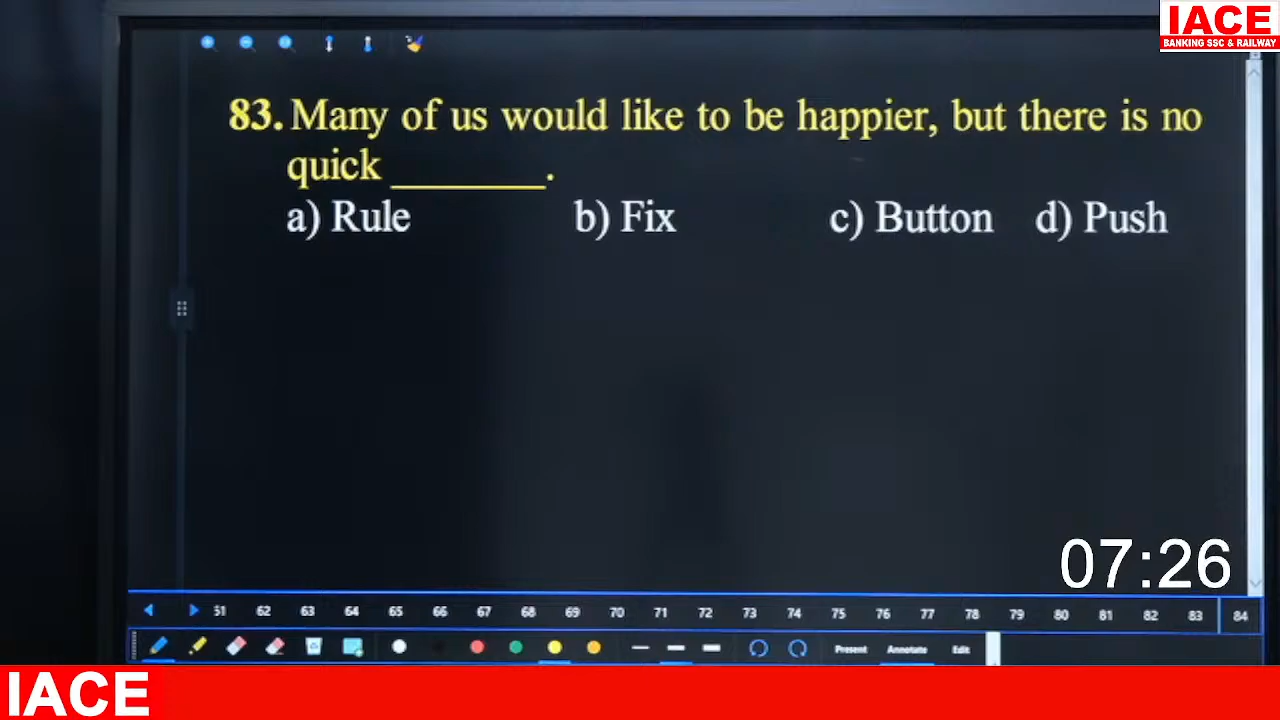 IACE
BANKING SSC & RAILWAY
83. Many of us would like to be happier, but there is no
quick ________.
a) Rule b) Fix c) Button d) Push
07:26
51 62 63 64 65 66 67 68 69 70 71 72 73 74 75 76 77 78 79 80 81 82 83 84
Present Annotate Edit
IACE